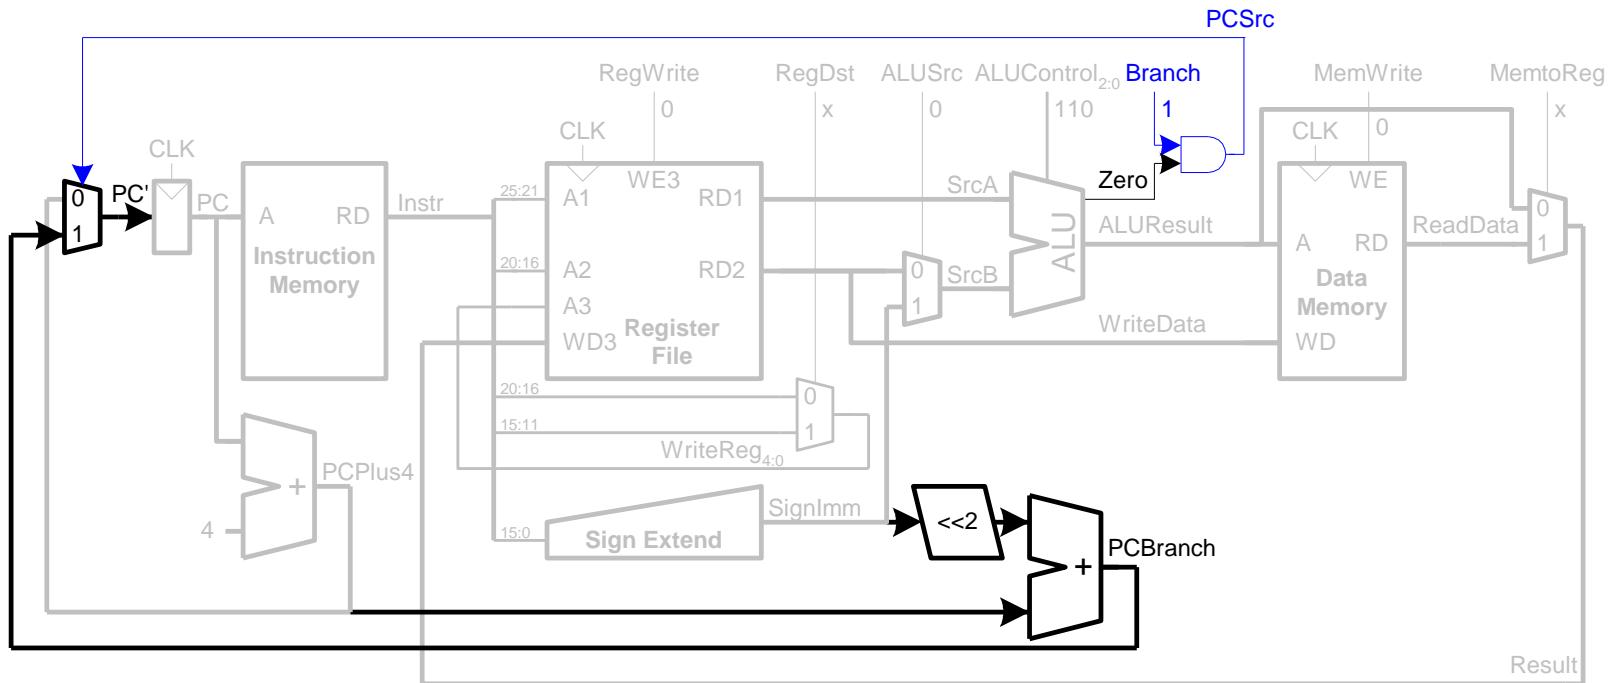 PCSrc
RegWrite
RegDst
ALUSrc
ALUControl2:0
Branch
MemWrite
MemtoReg
0
x
0
110
1
0
x
CLK
CLK
CLK
0
1
PC'
PC
A
RD
Instruction
Memory
Instr
25:21
20:16
A1
A2
A3
WD3
WE3
RD1
RD2
Register
File
SrcA
0
1
SrcB
ALU
Zero
ALUResult
WriteData
WE
A
RD
Data
Memory
WD
ReadData
0
1
20:16
15:11
0
1
WriteReg4:0
PCPlus4
+
4
15:0
Sign Extend
SignImm
<<2
+
PCBranch
Result